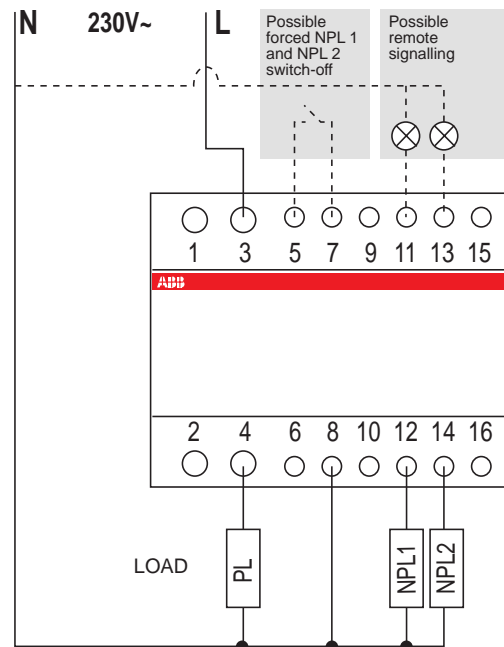 N 230V~ L
Possible
forced NPL 1
and NPL 2
switch-off
Possible
remote
signalling
1 3 5 7 9 11 13 15
ABB
2 4 6 8 10 12 14 16
LOAD PL NPL1 NPL2